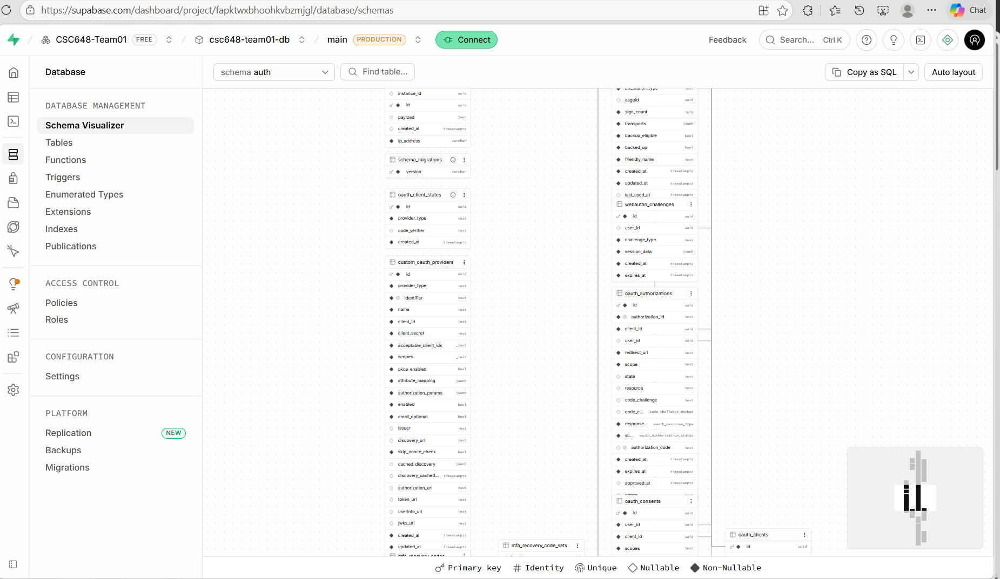 https://supabase.com/dashboard/project/fapktwxbhoohkvbzmjgl/database/schemas
Chat
CSC648-Team01 FREE
csc648-team01-db
main PRODUCTION
Connect
Feedback
Search... Ctrl K
Database
schema auth
Find table...
Copy as SQL
Auto layout
DATABASE MANAGEMENT
Schema Visualizer
Tables
Functions
Triggers
Enumerated Types
Extensions
Indexes
Publications
ACCESS CONTROL
Policies
Roles
CONFIGURATION
Settings
PLATFORM
Replication NEW
Backups
Migrations
instance_id uuid
id uuid
payload json
created_at timestamptz
ip_address varchar
schema_migrations
version varchar
oauth_client_states
id uuid
provider_type text
code_verifier text
created_at timestamptz
custom_oauth_providers
id uuid
provider_type text
identifier text
name text
client_id text
client_secret text
acceptable_client_ids _text
scopes _text
pkce_enabled bool
attribute_mapping jsonb
authorization_params jsonb
enabled bool
email_optional bool
issuer text
discovery_url text
skip_nonce_check bool
cached_discovery jsonb
discovery_cached... timestamptz
authorization_url text
token_url text
userinfo_url text
jwks_uri text
created_at timestamptz
updated_at timestamptz
mfa_recovery_codes
mfa_recovery_code_sets
attestation_type text
aaguid uuid
sign_count int8
transports jsonb
backup_eligible bool
backed_up bool
friendly_name text
created_at timestamptz
updated_at timestamptz
last_used_at timestamptz
webauthn_challenges
id uuid
user_id uuid
challenge_type text
session_data jsonb
created_at timestamptz
expires_at timestamptz
oauth_authorizations
id uuid
authorization_id text
client_id uuid
user_id uuid
redirect_uri text
scope text
state text
resource text
code_challenge text
code_c... code_challenge_method
response... oauth_response_type
st... oauth_authorization_status
authorization_code text
created_at timestamptz
expires_at timestamptz
approved_at timestamptz
nonce text
oauth_consents
id uuid
user_id uuid
client_id uuid
scopes text
oauth_clients
id uuid
Primary key
Identity
Unique
Nullable
Non-Nullable